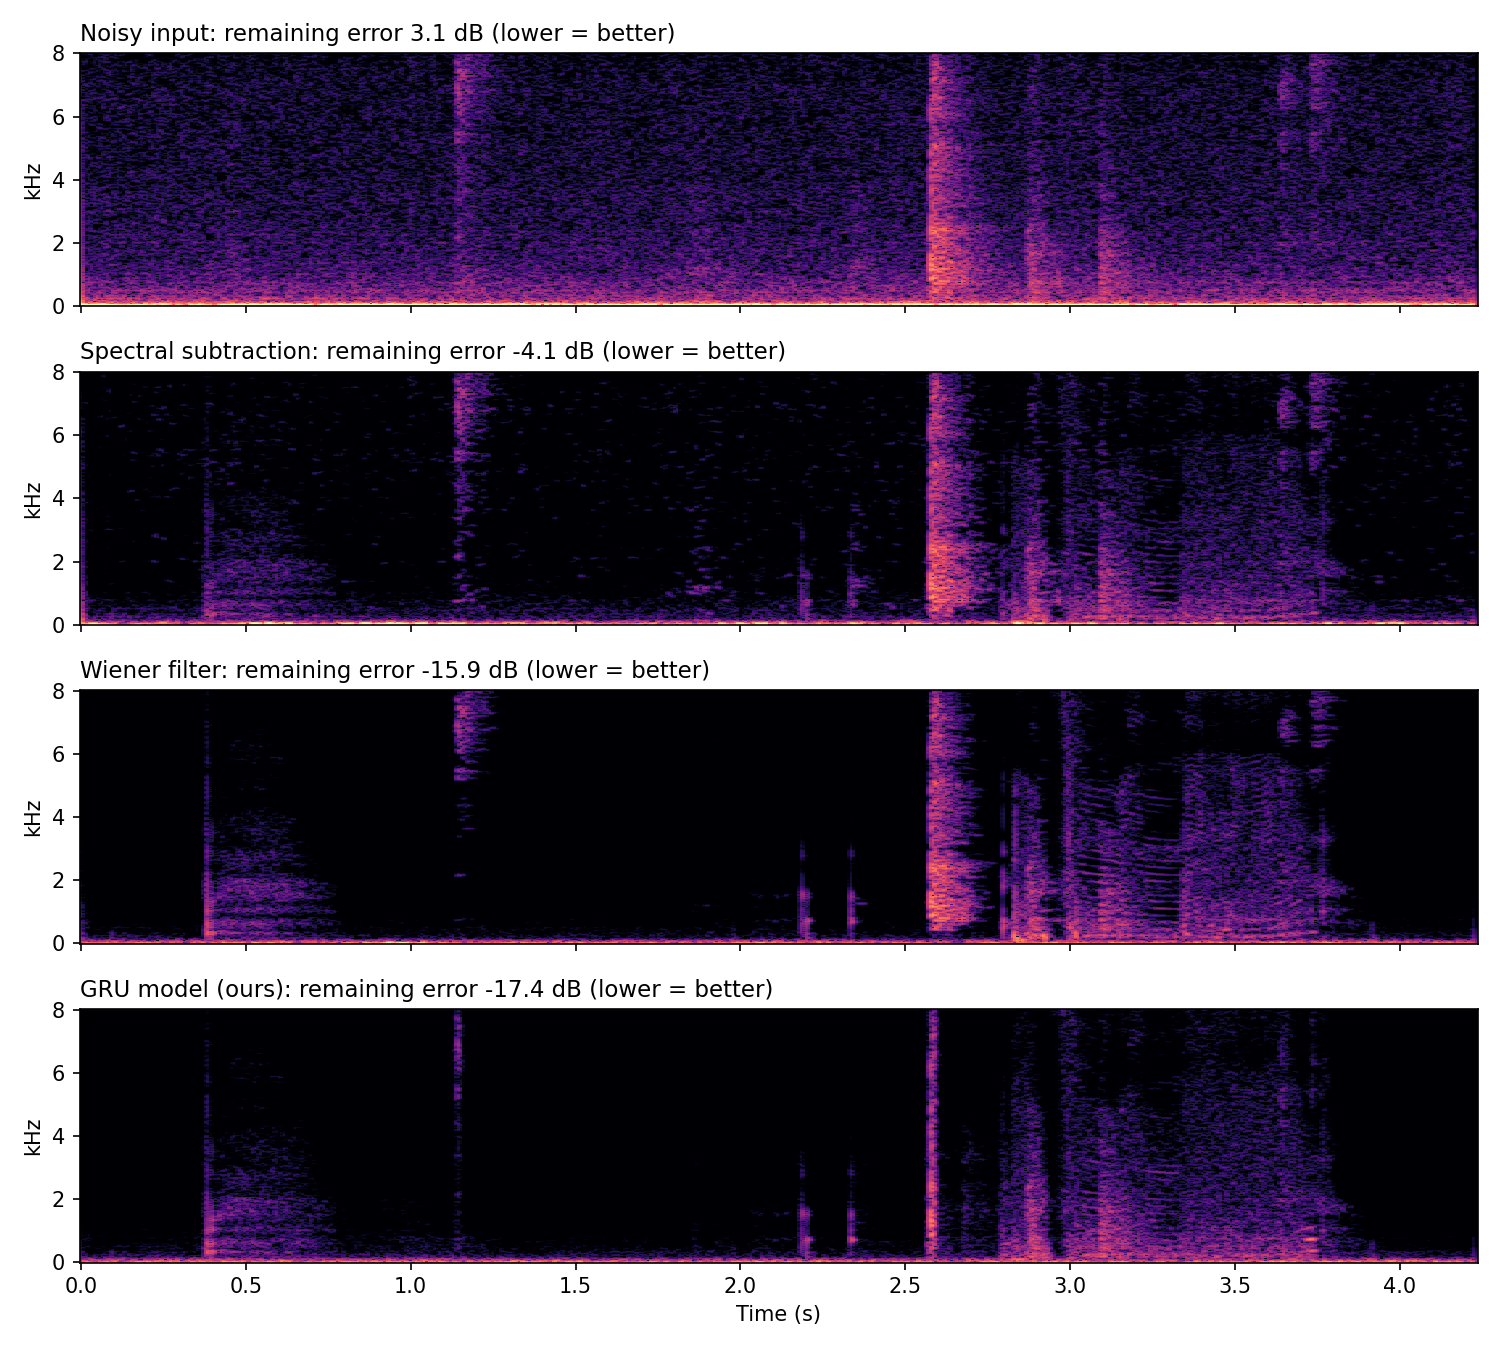 Noisy input: remaining error 3.1 dB (lower = better)
8
6
4
2
0
kHz
Spectral subtraction: remaining error -4.1 dB (lower = better)
8
6
4
2
0
kHz
Wiener filter: remaining error -15.9 dB (lower = better)
8
6
4
2
0
kHz
GRU model (ours): remaining error -17.4 dB (lower = better)
8
6
4
2
0
kHz
0.0 0.5 1.0 1.5 2.0 2.5 3.0 3.5 4.0
Time (s)